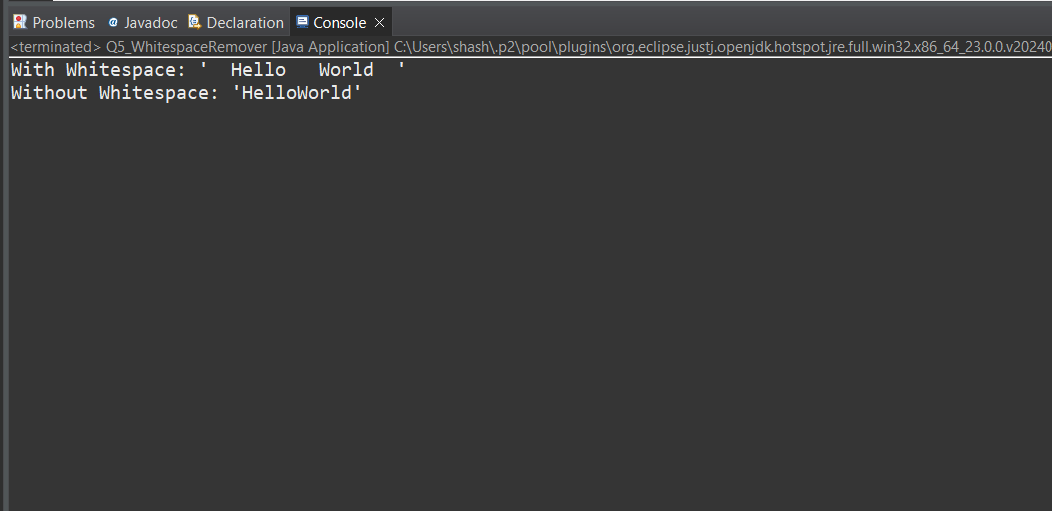 Problems Javadoc Declaration Console
<terminated> Q5_WhitespaceRemover [Java Application] C:\Users\shash\.p2\pool\plugins\org.eclipse.justj.openjdk.hotspot.jre.full.win32.x86_64_23.0.0.v20240
With Whitespace: '  Hello   World  '
Without Whitespace: 'HelloWorld'